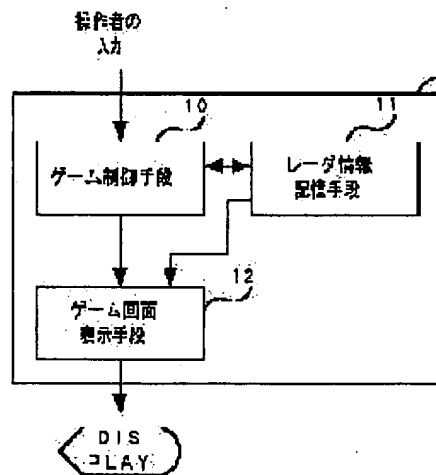 操作者の
入力
10
11
ゲーム制御手段
レーダ情報
記憶手段
12
ゲーム画面
表示手段
DIS
PLAY